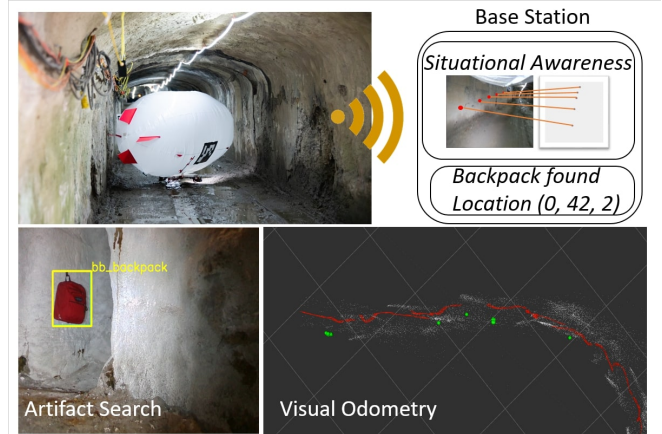 Base Station
Situational Awareness
Backpack found
Location (0, 42, 2)
bb_backpack
Artifact Search
Visual Odometry